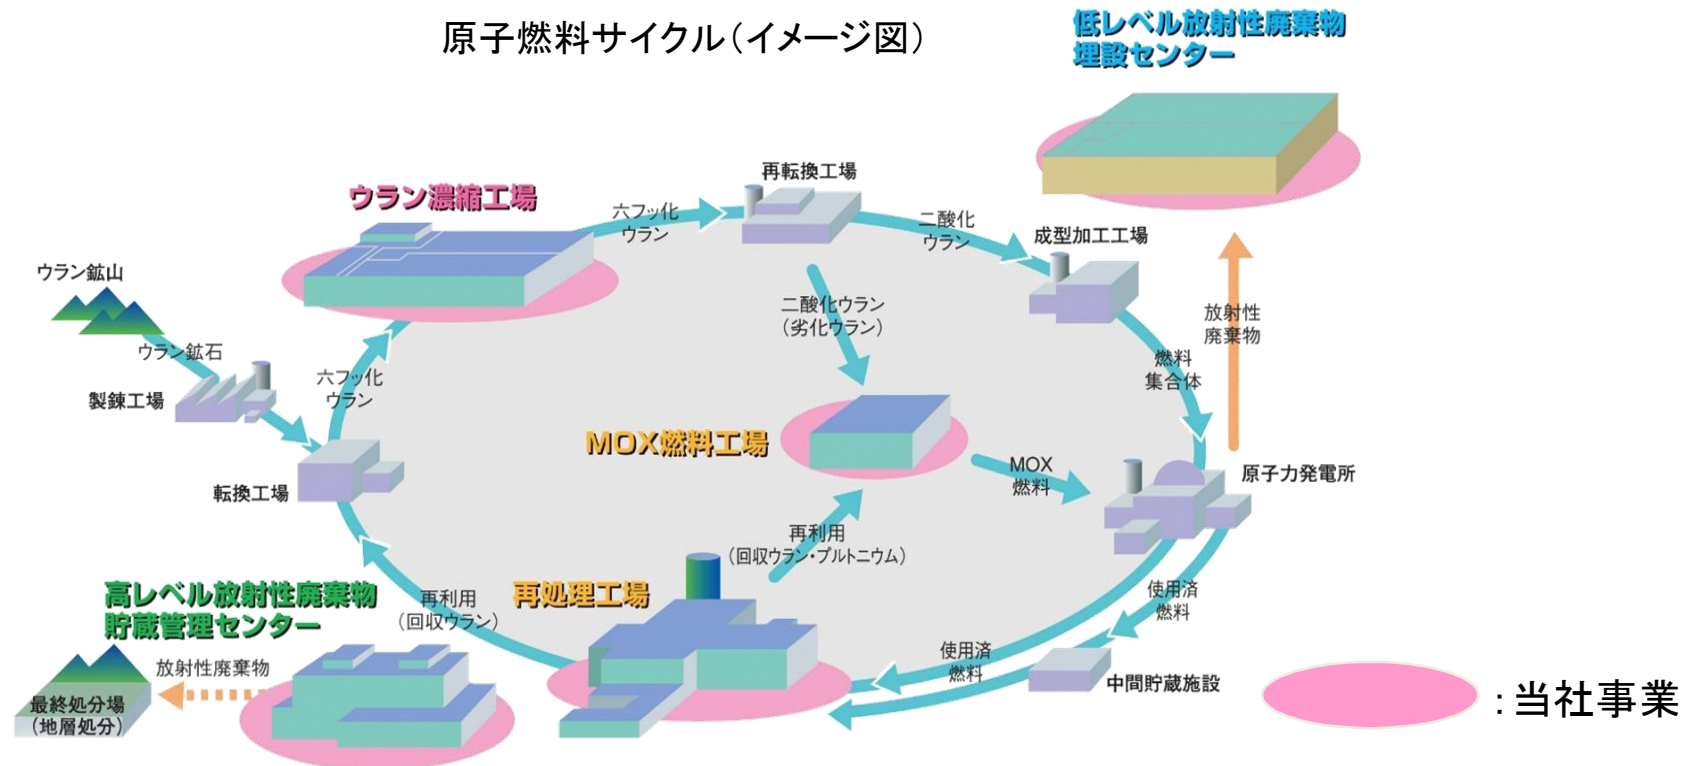 原子燃料サイクル（イメージ図）
低レベル放射性廃棄物
埋設センター
再転換工場
ウラン濃縮工場
六フッ化
ウラン
二酸化
ウラン
成型加工工場
ウラン鉱山
二酸化ウラン
（劣化ウラン）
放射性
廃棄物
ウラン鉱石
燃料
集合体
六フッ化
ウラン
製錬工場
MOX燃料工場
MOX
燃料
原子力発電所
転換工場
再利用
（回収ウラン・プルトニウム）
高レベル放射性廃棄物
貯蔵管理センター
再利用
（回収ウラン）
再処理工場
使用済
燃料
使用済
燃料
放射性廃棄物
中間貯蔵施設
最終処分場
（地層処分）
：当社事業